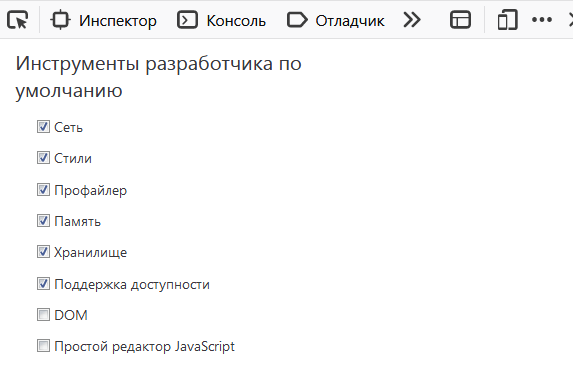 Инспектор Консоль Отладчик
Инструменты разработчика по
умолчанию
Сеть
Стили
Профайлер
Память
Хранилище
Поддержка доступности
DOM
Простой редактор JavaScript